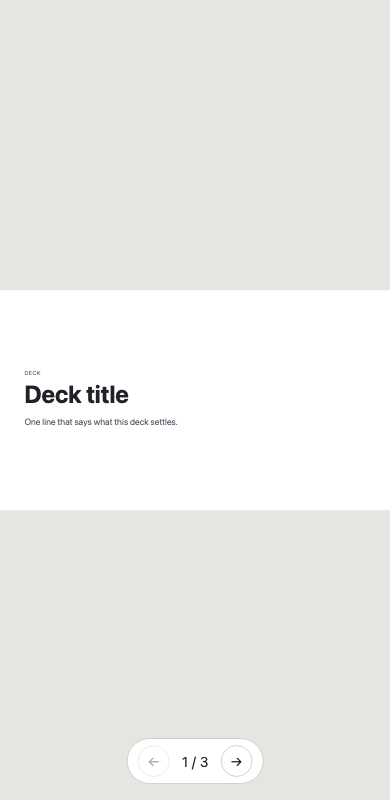 DECK
Deck title
One line that says what this deck settles.
← 1 / 3 →